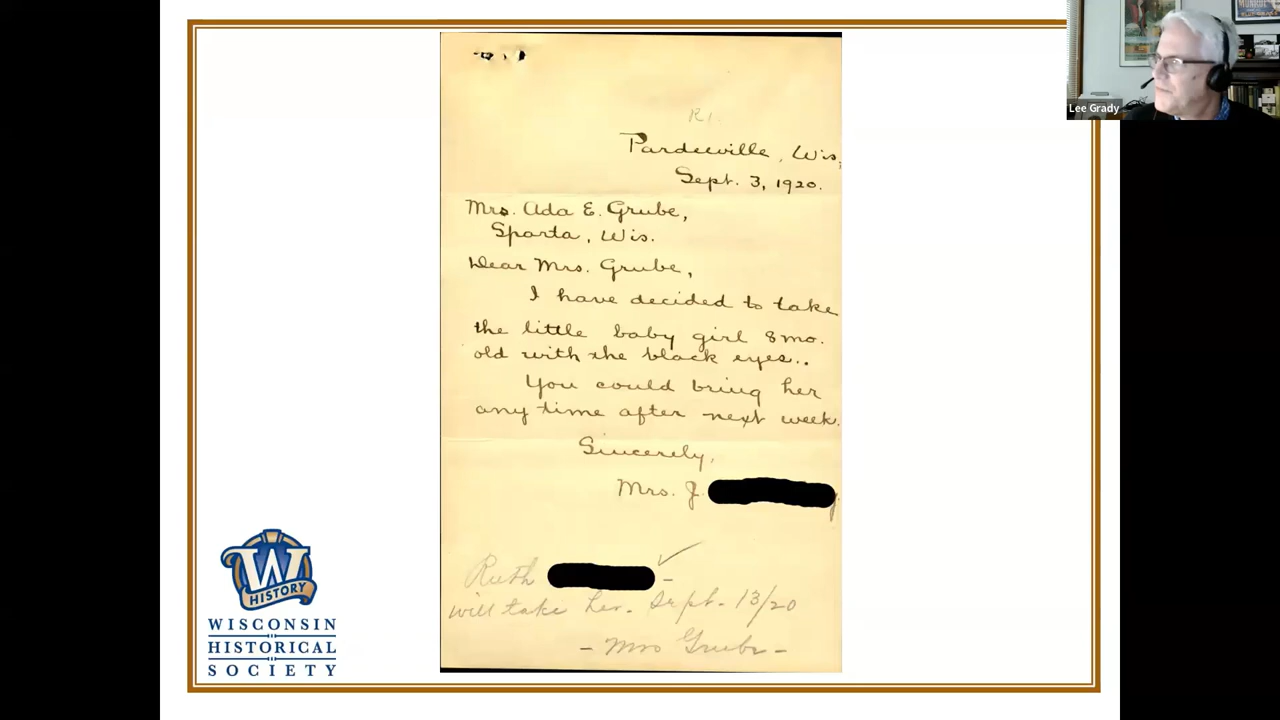 R1.
Pardeeville, Wis.
Sept. 3, 1920.
Mrs. Ada E. Grube,
Sparta, Wis.
Dear Mrs. Grube,
I have decided to take
the little baby girl 8 mo.
old with the black eyes..
You could bring her
any time after next week.
Sincerely,
Mrs. J.
Ruth
will take her. Sept. 13/20
- Mrs Grube -
W
HISTORY
WISCONSIN
HISTORICAL
SOCIETY
Lee Grady